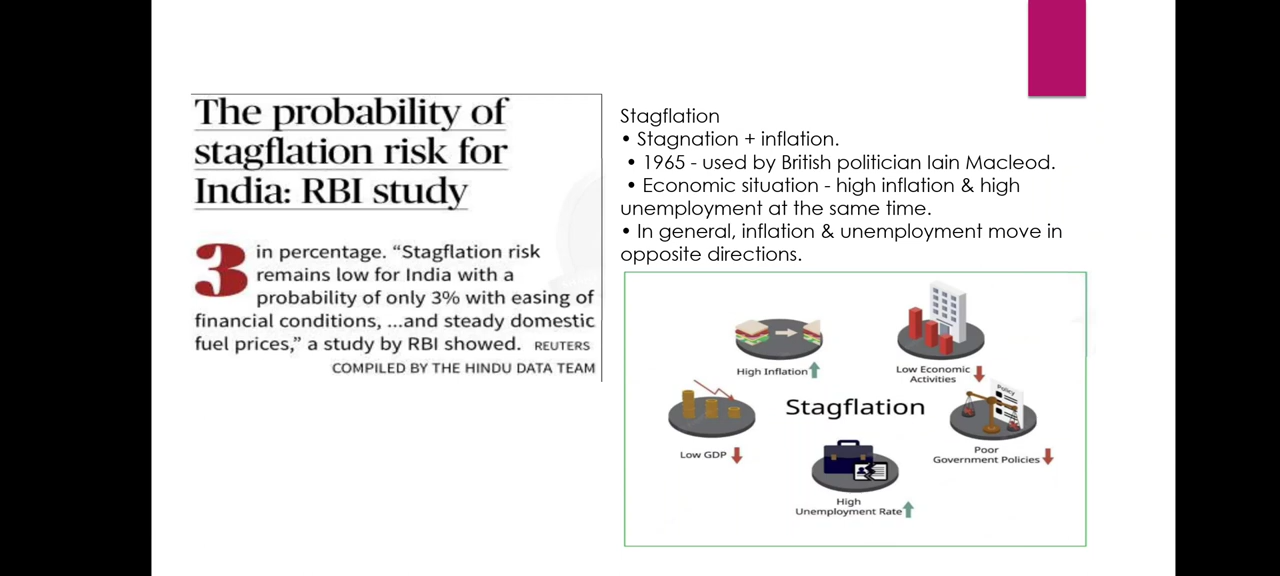 The probability of
stagflation risk for
India: RBI study
3 in percentage. “Stagflation risk
remains low for India with a
probability of only 3% with easing of
financial conditions, ...and steady domestic
fuel prices,” a study by RBI showed. REUTERS
COMPILED BY THE HINDU DATA TEAM
Stagflation
• Stagnation + inflation.
• 1965 - used by British politician Iain Macleod.
• Economic situation - high inflation & high
unemployment at the same time.
• In general, inflation & unemployment move in
opposite directions.
High Inflation
Low Economic
Activities
Policy
Stagflation
Low GDP
Poor
Government Policies
High
Unemployment Rate